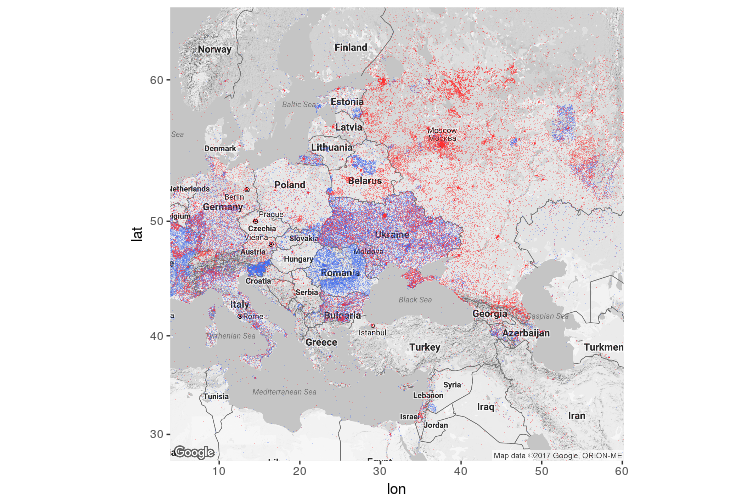 Norway
Finland
60
Estonia
Baltic Sea
Sea
Latvia
Moscow
Москва
Denmark
Lithuania
Belarus
Poland
Netherlands
Berlin
Germany
lgium
Prague
50
Czechia
Ukraine
Vienna
Slovakia
Austria
Moldova
Hungary
Romania
Croatia
Serbia
Italy
Black Sea
Georgia
Caspian Sea
Rome
Bulgaria
Istanbul
Azerbaijan
40
Tyrrhenian Sea
Greece
Turkey
Turkmen
Syria
Tunisia
Mediterranean Sea
Lebanon
Iraq
Iran
Israel
Jordan
30
Google
Map data ©2017 Google, ORION-ME
10
20
30
40
50
60
lon
lat